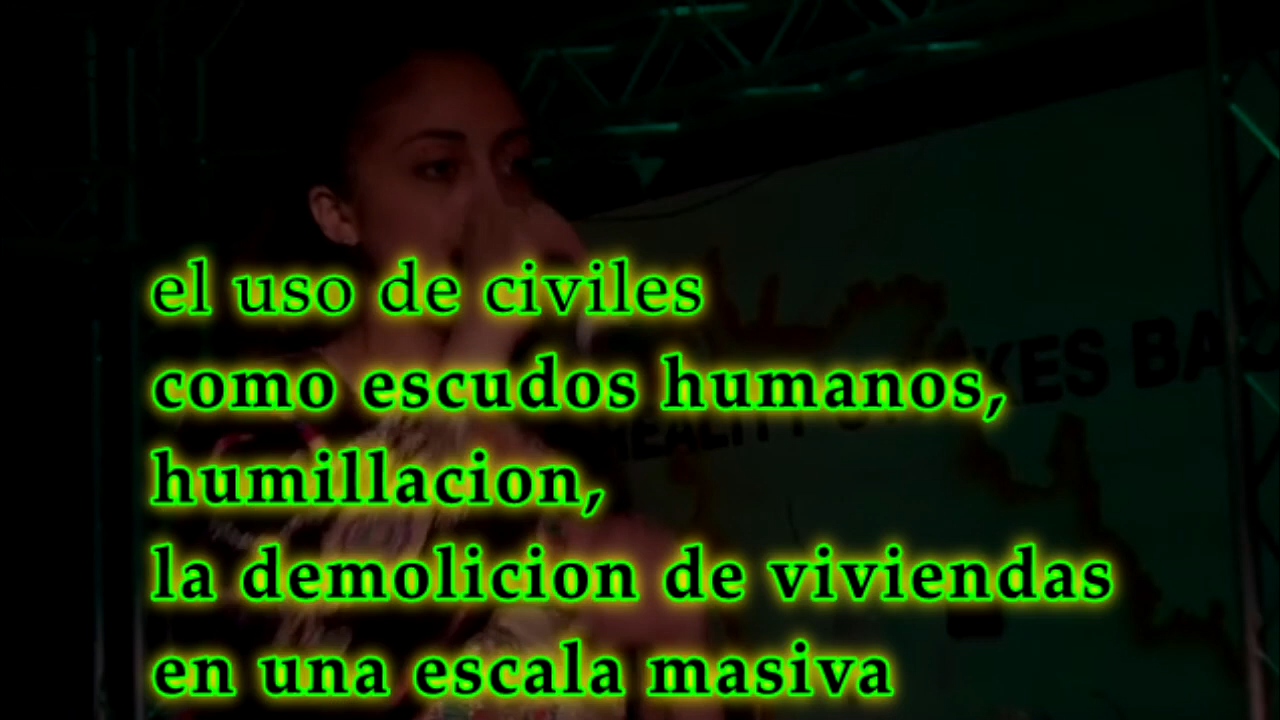 el uso de civiles
como escudos humanos,
humillacion,
la demolicion de viviendas
en una escala masiva